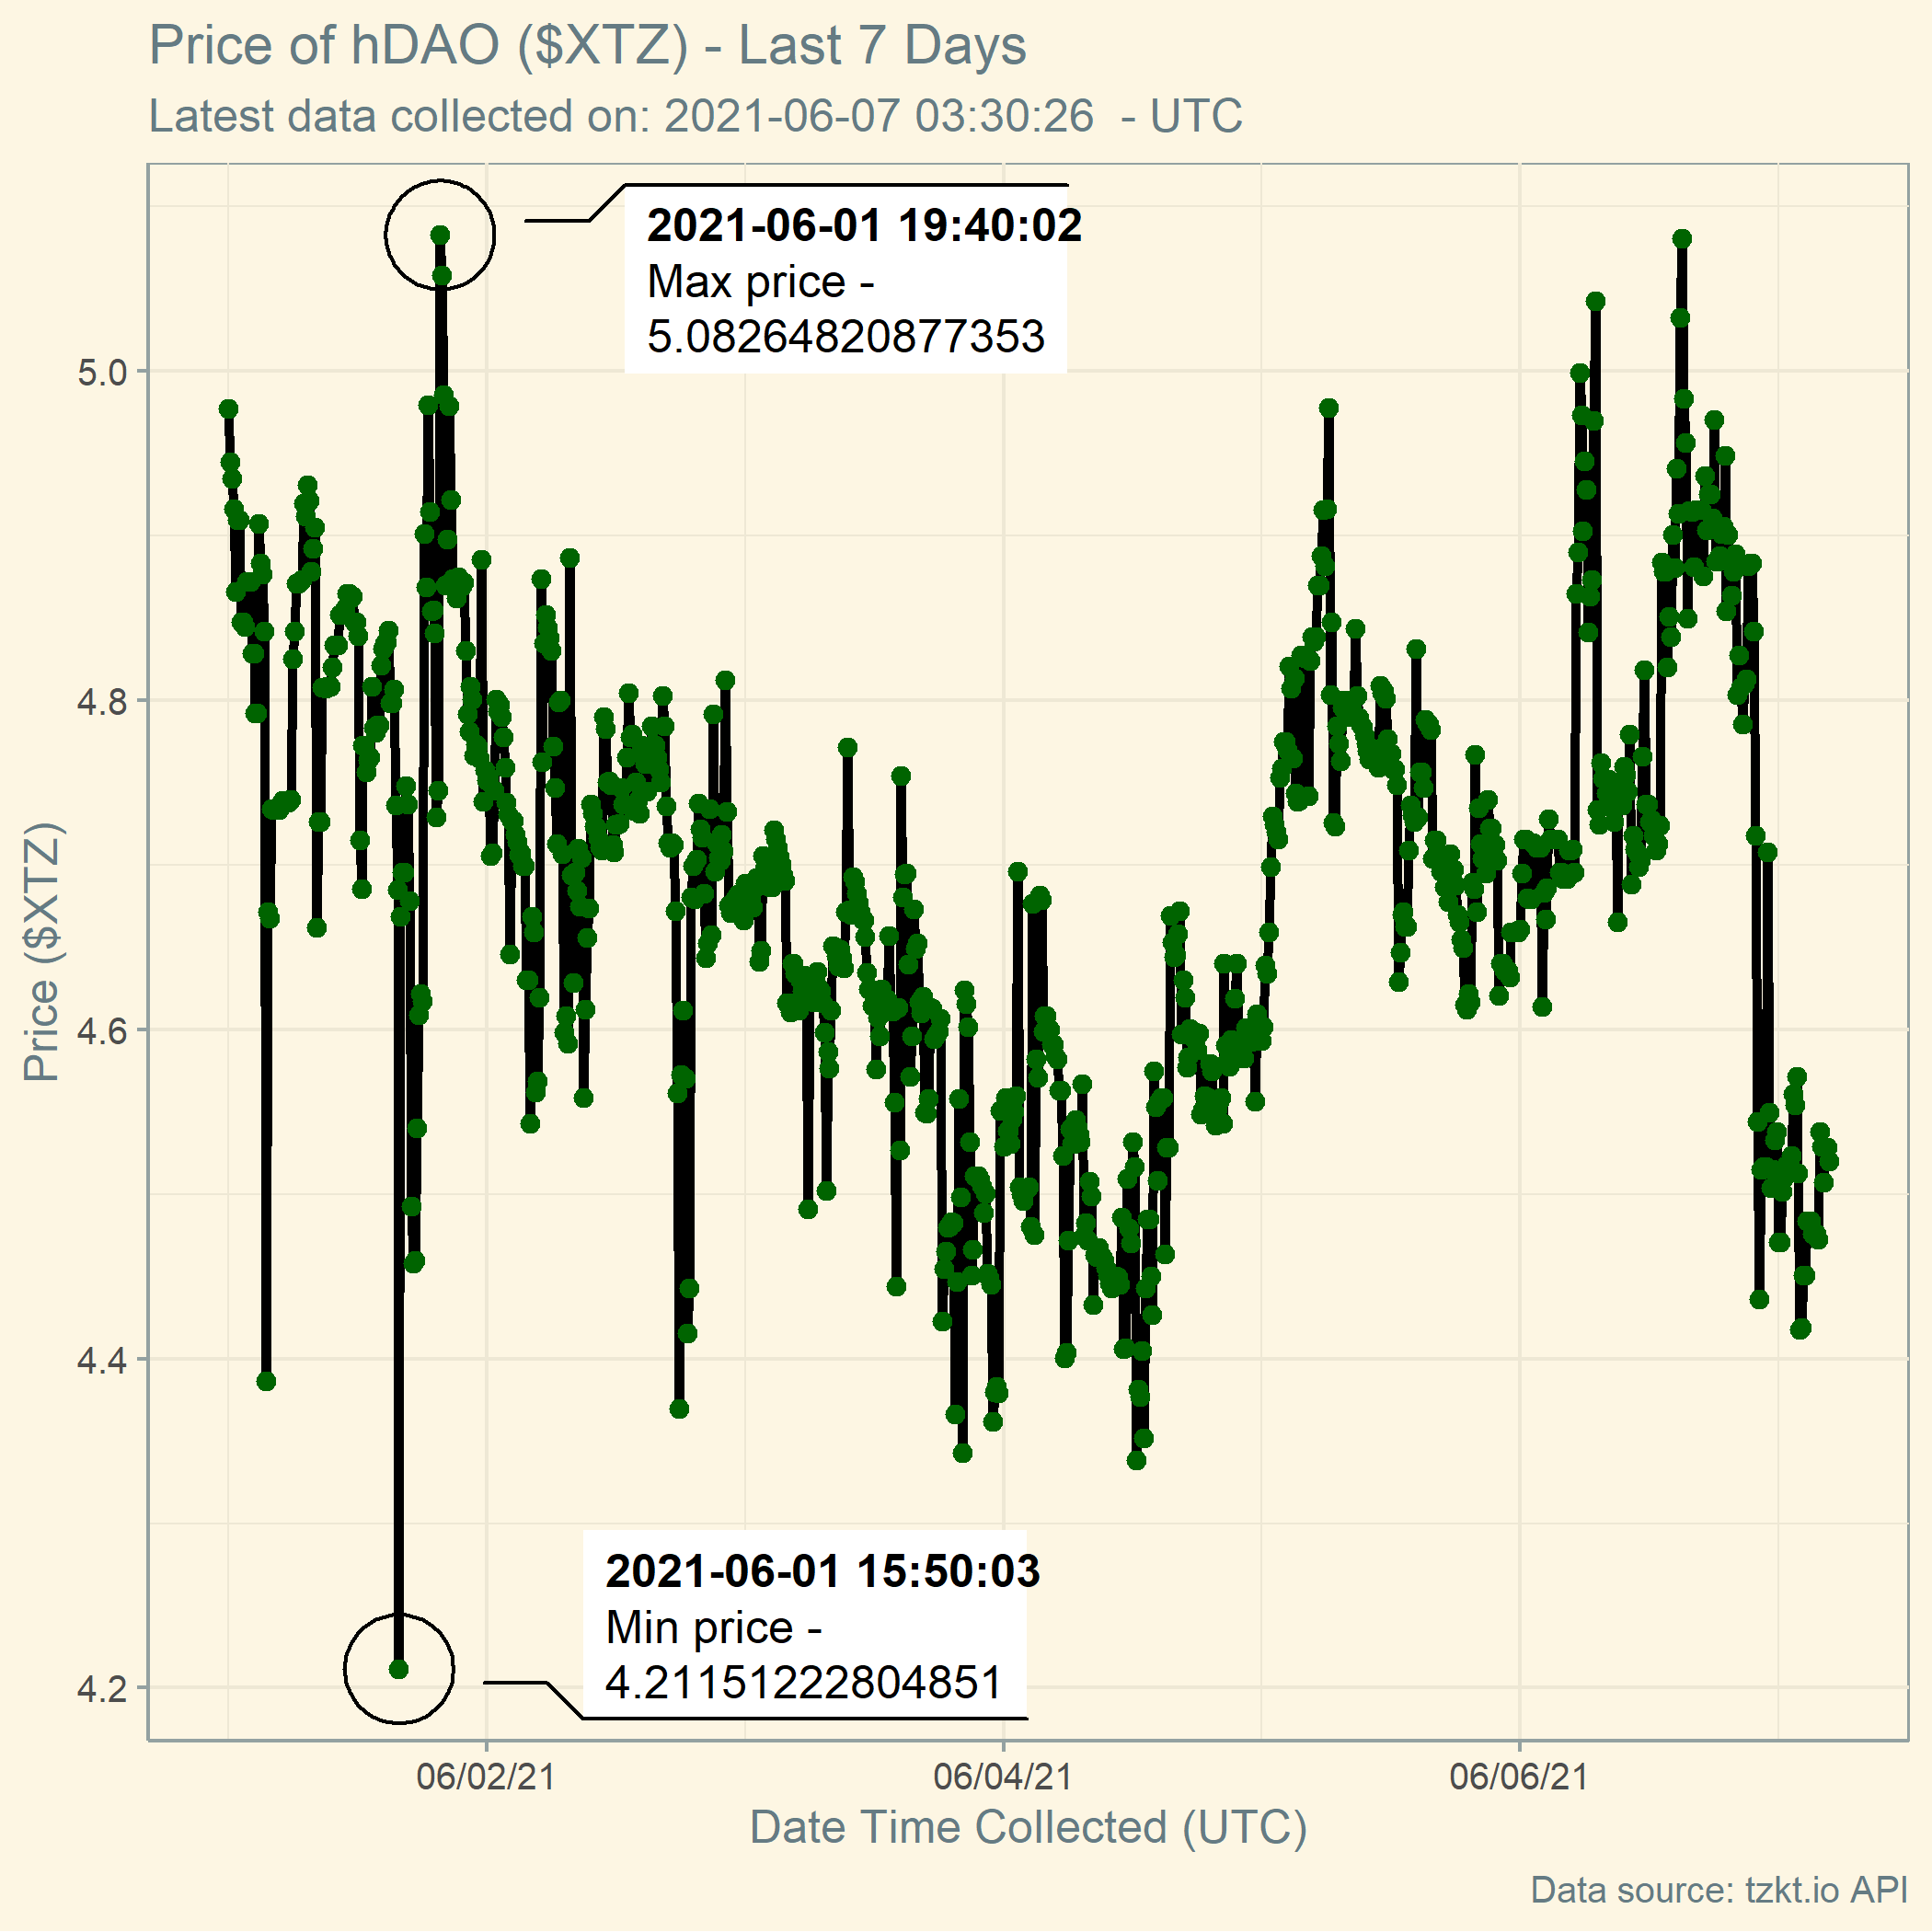 Price of hDAO ($XTZ) - Last 7 Days
Latest data collected on: 2021-06-07 03:30:26  - UTC
2021-06-01 19:40:02
Max price -
5.08264820877353
5.0
4.8
4.6
4.4
4.2
Price ($XTZ)
2021-06-01 15:50:03
Min price -
4.21151222804851
06/02/21
06/04/21
06/06/21
Date Time Collected (UTC)
Data source: tzkt.io API